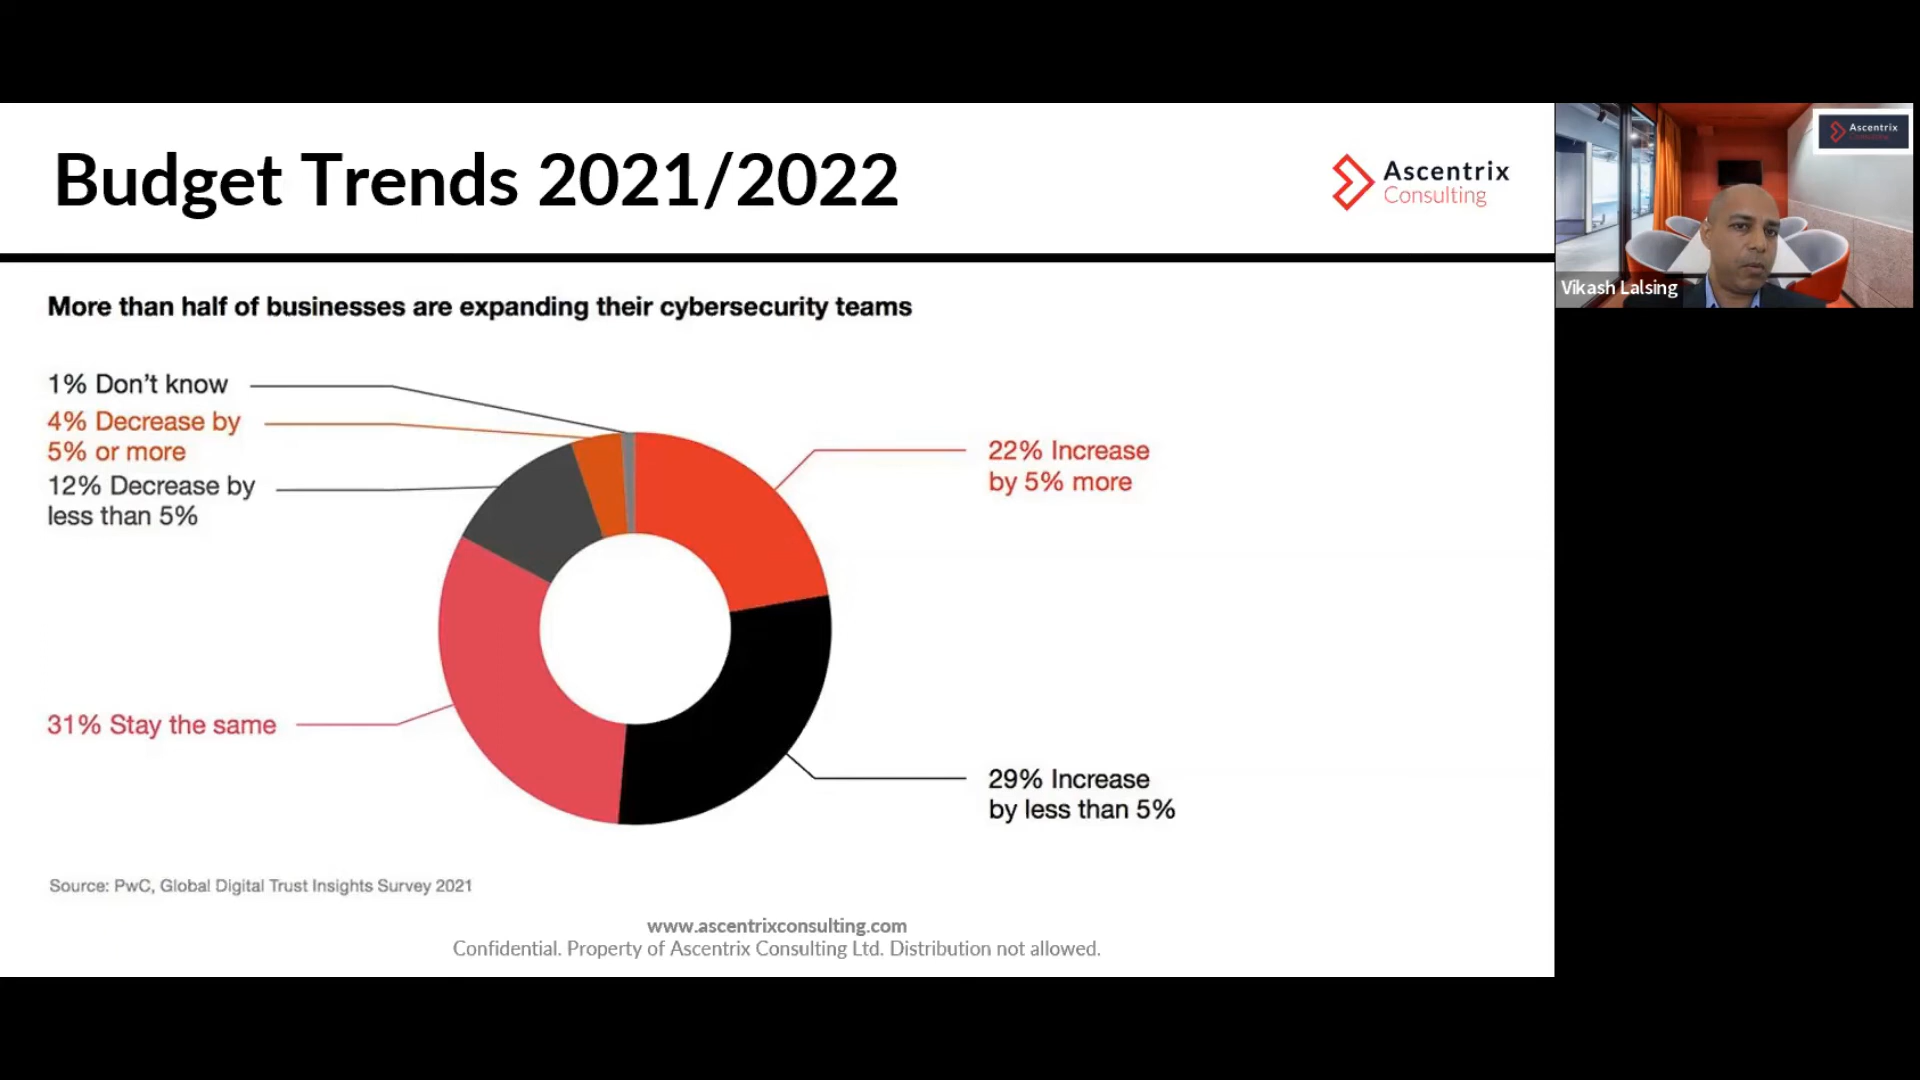 Budget Trends 2021/2022
Ascentrix
Consulting
Ascentrix
Vikash Lalsing
More than half of businesses are expanding their cybersecurity teams
1% Don't know
4% Decrease by
5% or more
12% Decrease by
less than 5%
31% Stay the same
22% Increase
by 5% more
29% Increase
by less than 5%
Source: PwC, Global Digital Trust Insights Survey 2021
www.ascentrixconsulting.com
Confidential. Property of Ascentrix Consulting Ltd. Distribution not allowed.